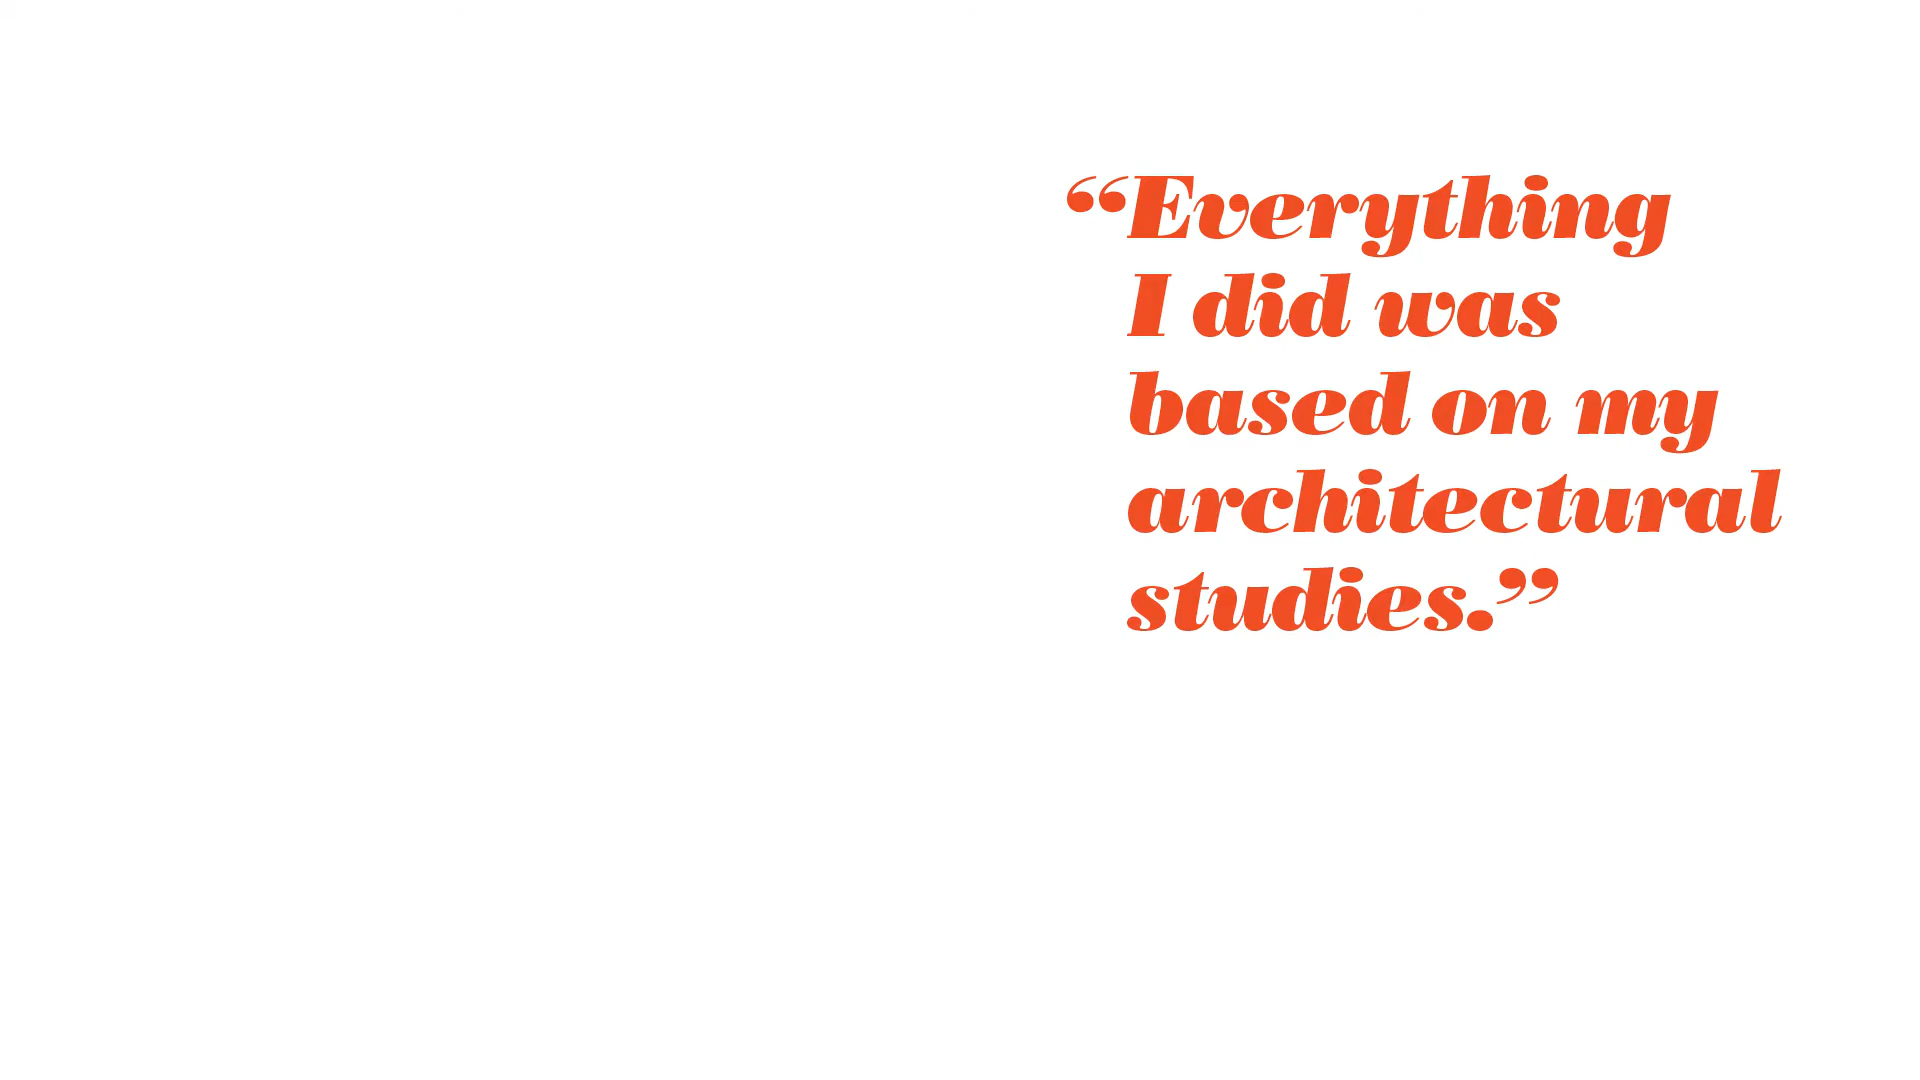 “Everything
I did was
based on my
architectural
studies.”